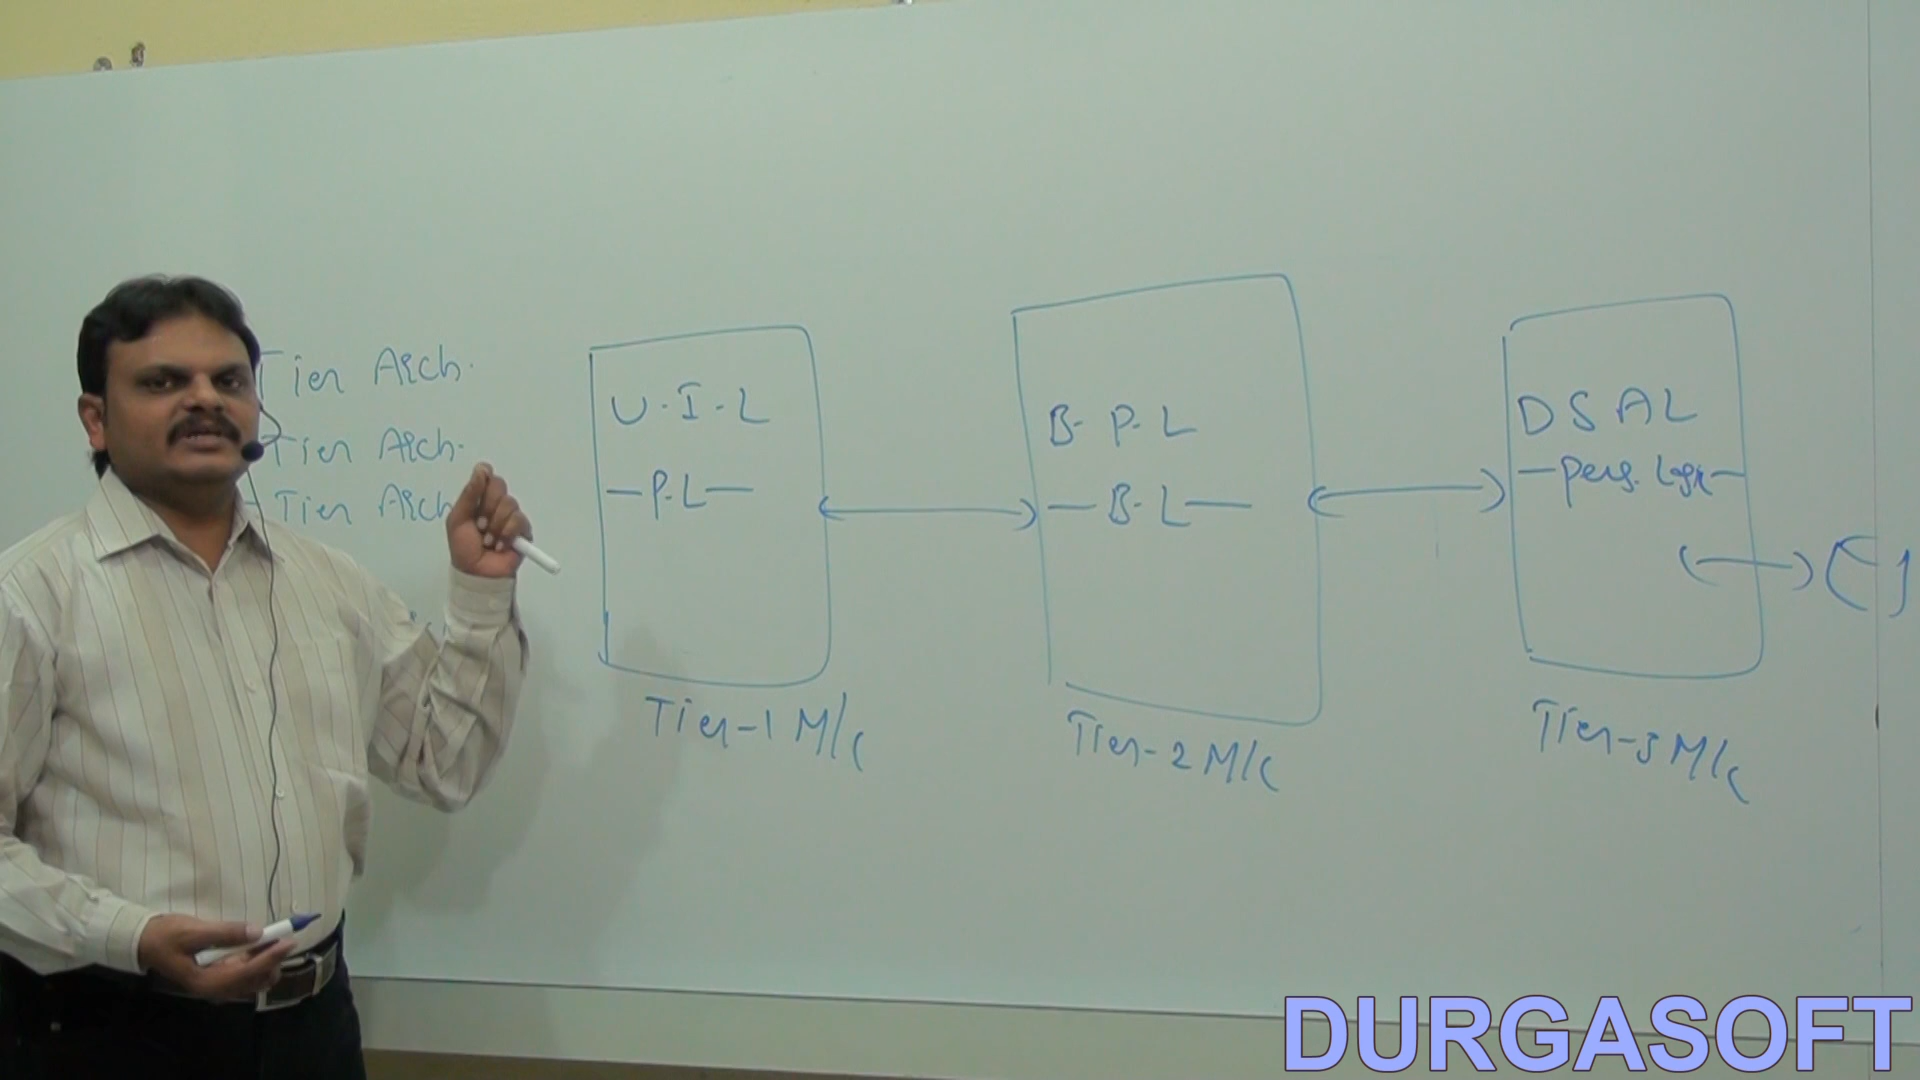 Tier Arch.
Tier Arch.
- Tier Arch
U-I-L
-P.L-
Tier-1 M/c
B- P- L
-B-L-
Tier-2 M/c
DSAL
-pers. Logic-
Tier-3 M/c
DURGASOFT